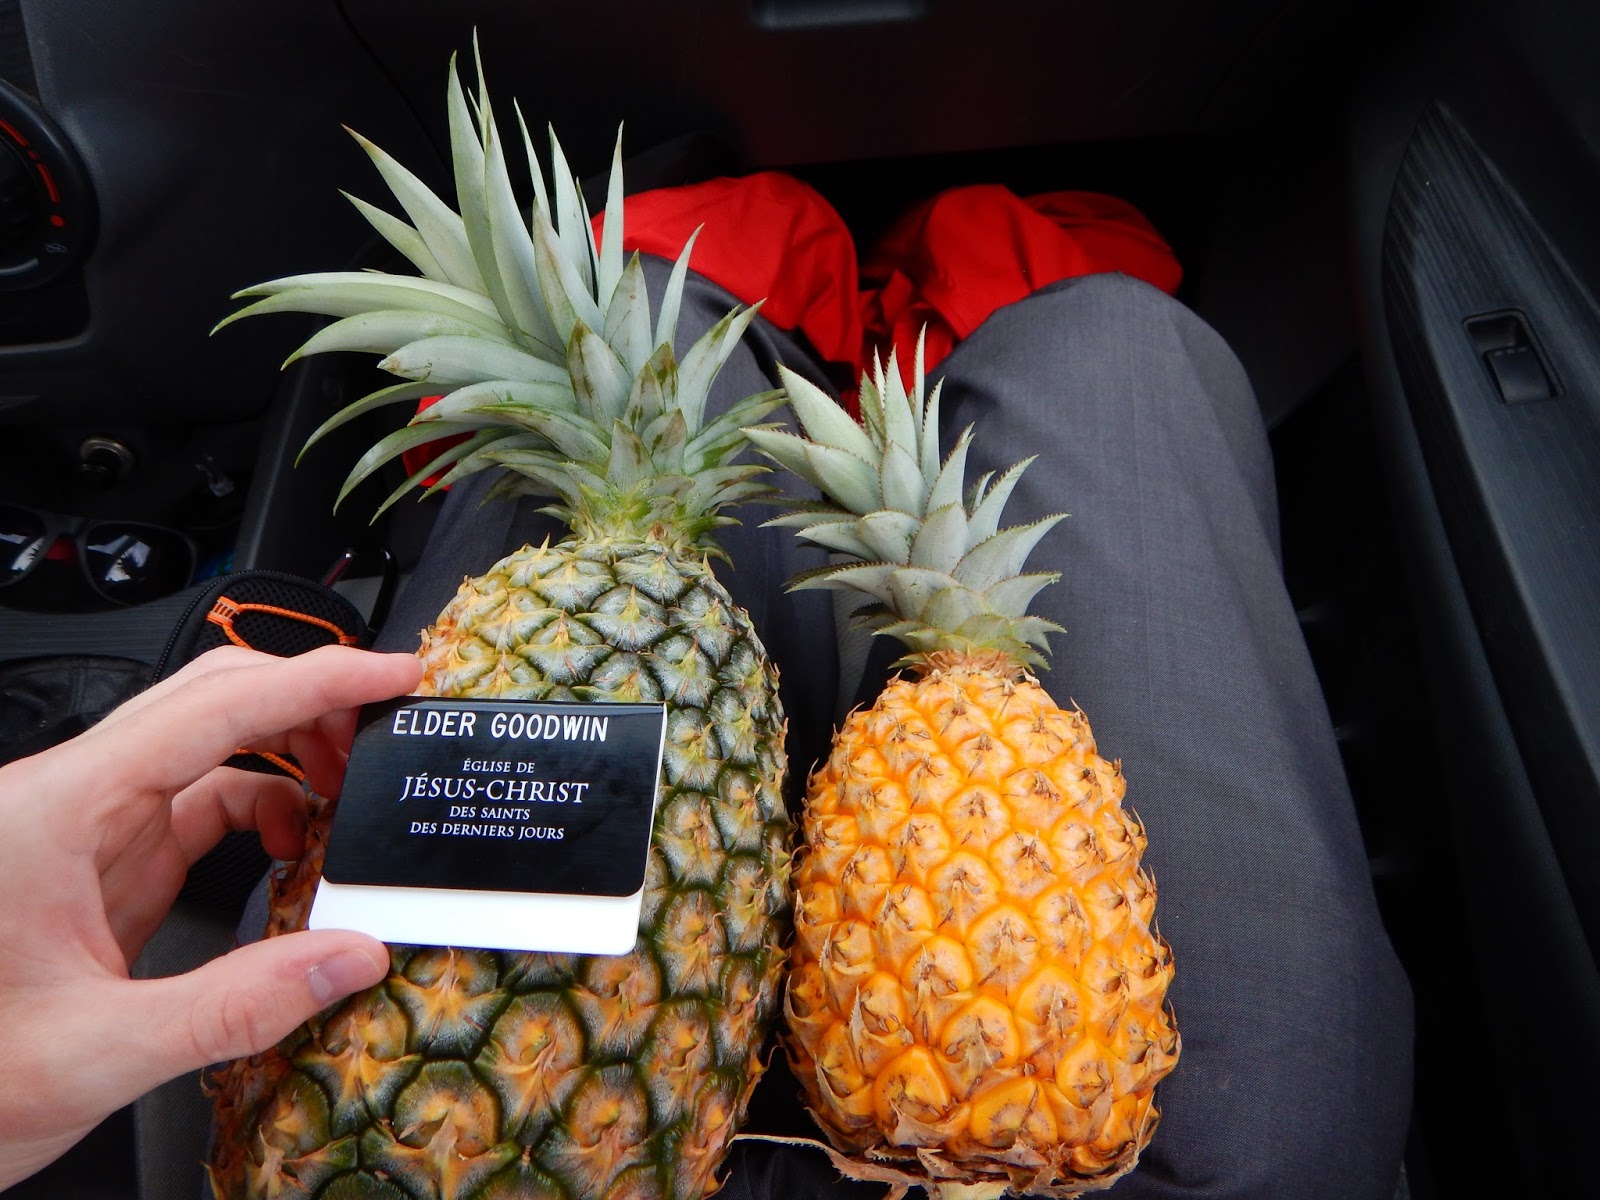 ELDER GOODWIN
ÉGLISE DE
JÉSUS-CHRIST
DES SAINTS
DES DERNIERS JOURS